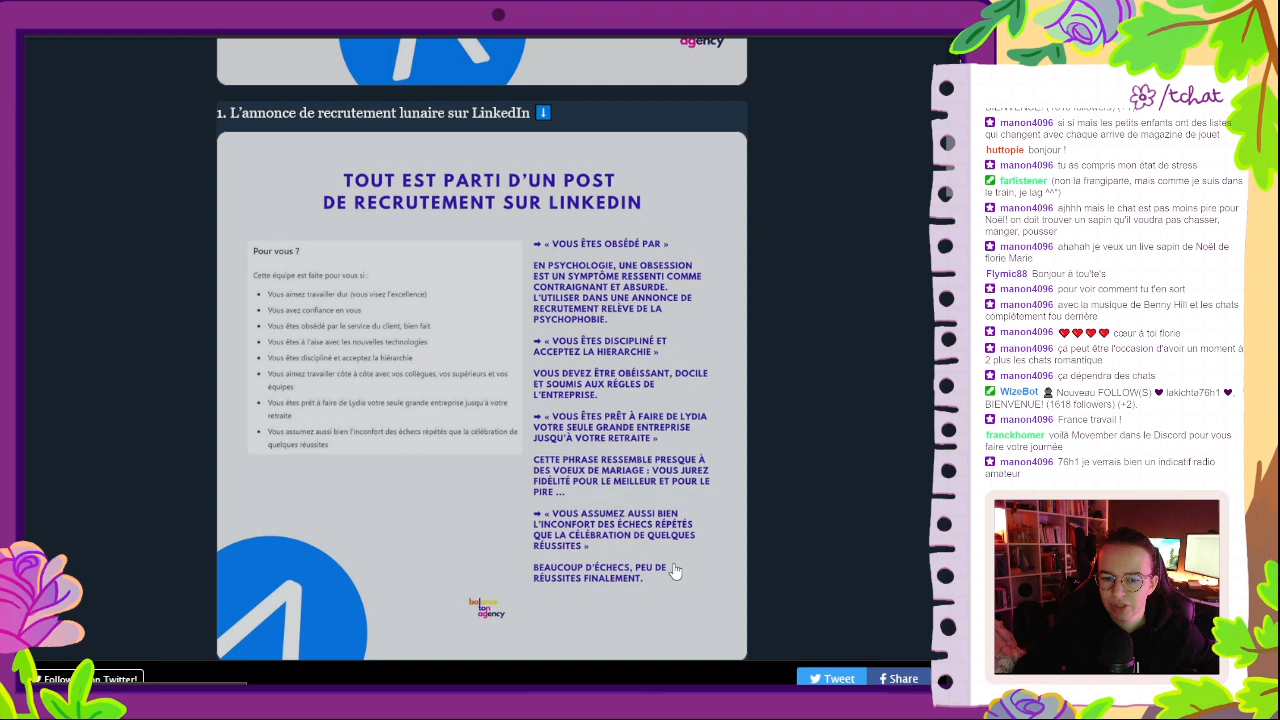 agency
1. L'annonce de recrutement lunaire sur LinkedIn
TOUT EST PARTI D'UN POST
DE RECRUTEMENT SUR LINKEDIN
Pour vous ?
Cette équipe est faite pour vous si :
• Vous aimez travailler dur (vous visez l'excellence)
• Vous avez confiance en vous
• Vous êtes obsédé par le service du client, bien fait
• Vous êtes à l'aise avec les nouvelles technologies
• Vous êtes discipliné et acceptez la hiérarchie
• Vous aimez travailler côte à côte avec vos collègues, vos supérieurs et vos
équipes
• Vous êtes prêt à faire de Lydia votre seule grande entreprise jusqu'à votre
retraite
• Vous assumez aussi bien l'inconfort des échecs répétés que la célébration de
quelques réussites
➡ « VOUS ÊTES OBSÉDÉ PAR »
EN PSYCHOLOGIE, UNE OBSESSION
EST UN SYMPTÔME RESSENTI COMME
CONTRAIGNANT ET ABSURDE.
L'UTILISER DANS UNE ANNONCE DE
RECRUTEMENT RELÈVE DE LA
PSYCHOPHOBIE.
➡ « VOUS ÊTES DISCIPLINÉ ET
ACCEPTEZ LA HIERARCHIE »
VOUS DEVEZ ÊTRE OBÉISSANT, DOCILE
ET SOUMIS AUX RÈGLES DE
L'ENTREPRISE.
➡ « VOUS ÊTES PRÊT À FAIRE DE LYDIA
VOTRE SEULE GRANDE ENTREPRISE
JUSQU'À VOTRE RETRAITE »
CETTE PHRASE RESSEMBLE PRESQUE À
DES VOEUX DE MARIAGE : VOUS JUREZ
FIDÉLITÉ POUR LE MEILLEUR ET POUR LE
PIRE ...
➡ « VOUS ASSUMEZ AUSSI BIEN
L'INCONFORT DES ÉCHECS RÉPÉTÉS
QUE LA CÉLÉBRATION DE QUELQUES
RÉUSSITES »
BEAUCOUP D'ÉCHECS, PEU DE
RÉUSSITES FINALEMENT.
balance
ton
agency
Tweet
Share
/tchat
BIENVENUE! (1616 followers)
manon4096 si si mais les petits enfants ont des listes
qui changent avec chaque arrive de magazine de jouet
huttopie bonjour !
manon4096 tu as compris mon état de stress
farlistener (non la frangipane, mais comme je suis dans
le train, je lag ^^")
manon4096 ajhhh mais le chat est pas moins pire pour
Noël! on doit trouver un sapin qu'il voudra pas chasser,
manger, pousser
manon4096 ahahah je veux un live sapin de Noël de
florie Marie
Flymic88 Bonjour à tou'te's
manon4096 pour voir comment tu t'en sort
manon4096 avec la musique de Benny Hill et les chats
complètement fou derrière
manon4096 cœur à toi florie
manon4096 ça peut être l'occasion d'avoir un moment à
2 plus les chats romantique
manon4096 ça dépend des chats
WizeBot Nouveau FOLLOW(S) lakichta76h1
BIENVENUE! (1618 followers) (+2).
manon4096 France travail !
franckhomer voilà Movember dans le Discord pour vous
faire votre journée
manon4096 76h1 je verrais bien un indicatif radio
amateur